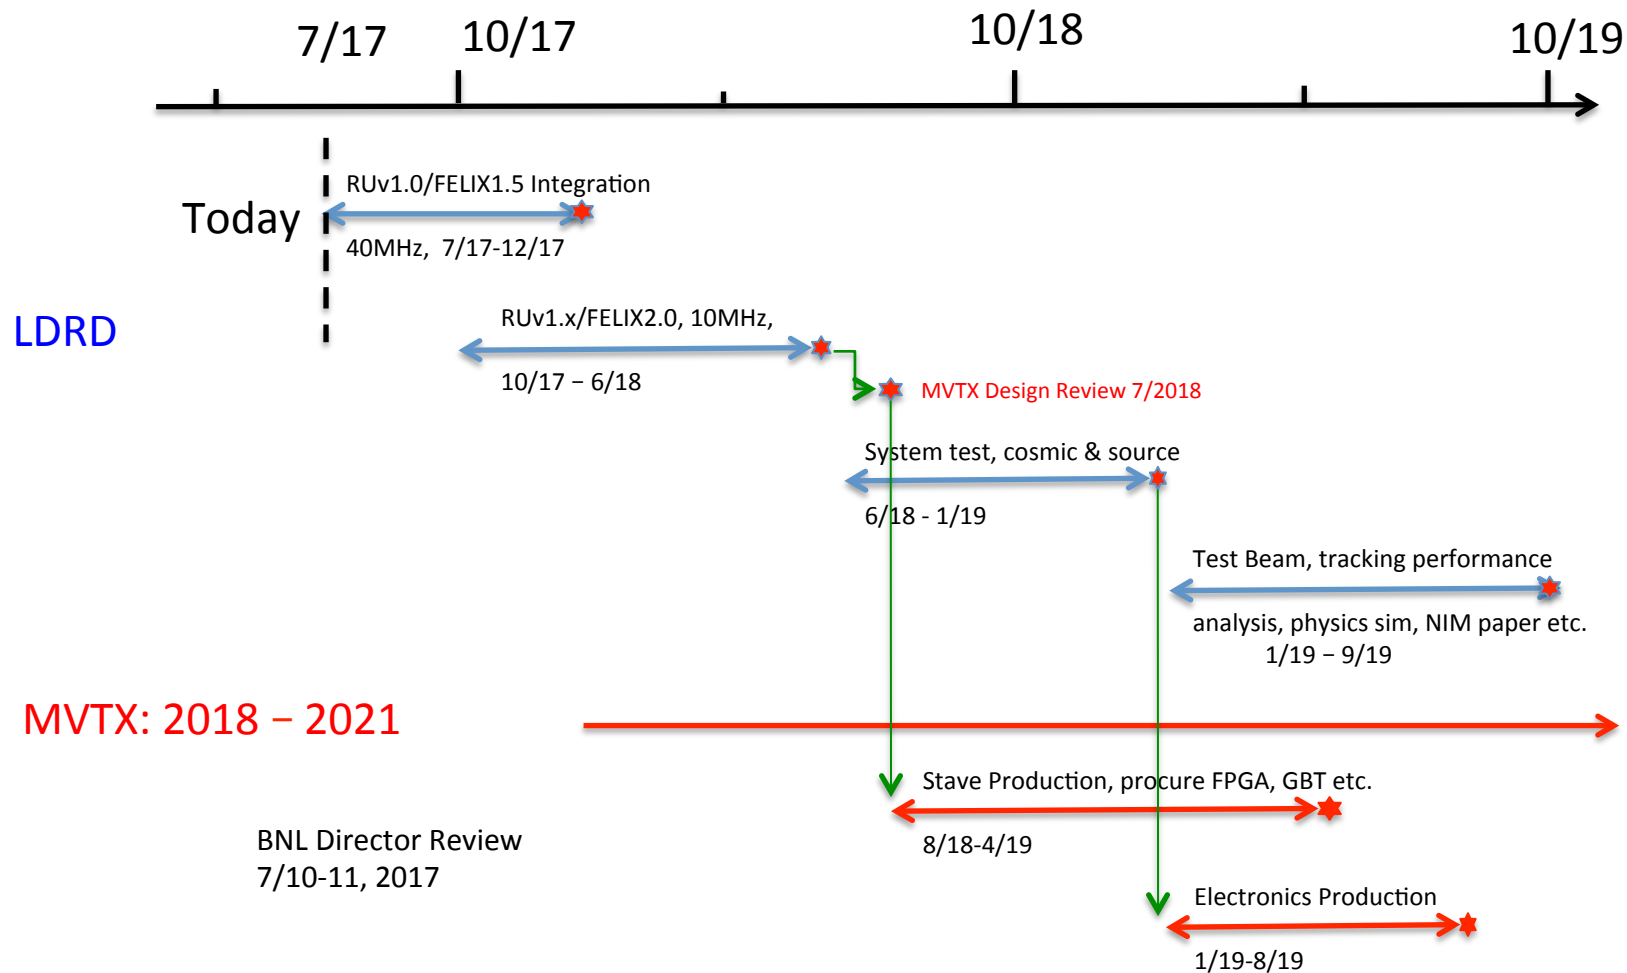 7/17
10/17
10/18
10/19
RUv1.0/FELIX1.5 Integration
Today
40MHz, 7/17-12/17
LDRD
RUv1.x/FELIX2.0, 10MHz,
10/17 – 6/18
MVTX Design Review 7/2018
System test, cosmic & source
6/18 - 1/19
Test Beam, tracking performance
analysis, physics sim, NIM paper etc.
1/19 – 9/19
MVTX: 2018 – 2021
Stave Production, procure FPGA, GBT etc.
8/18-4/19
BNL Director Review
7/10-11, 2017
Electronics Production
1/19-8/19